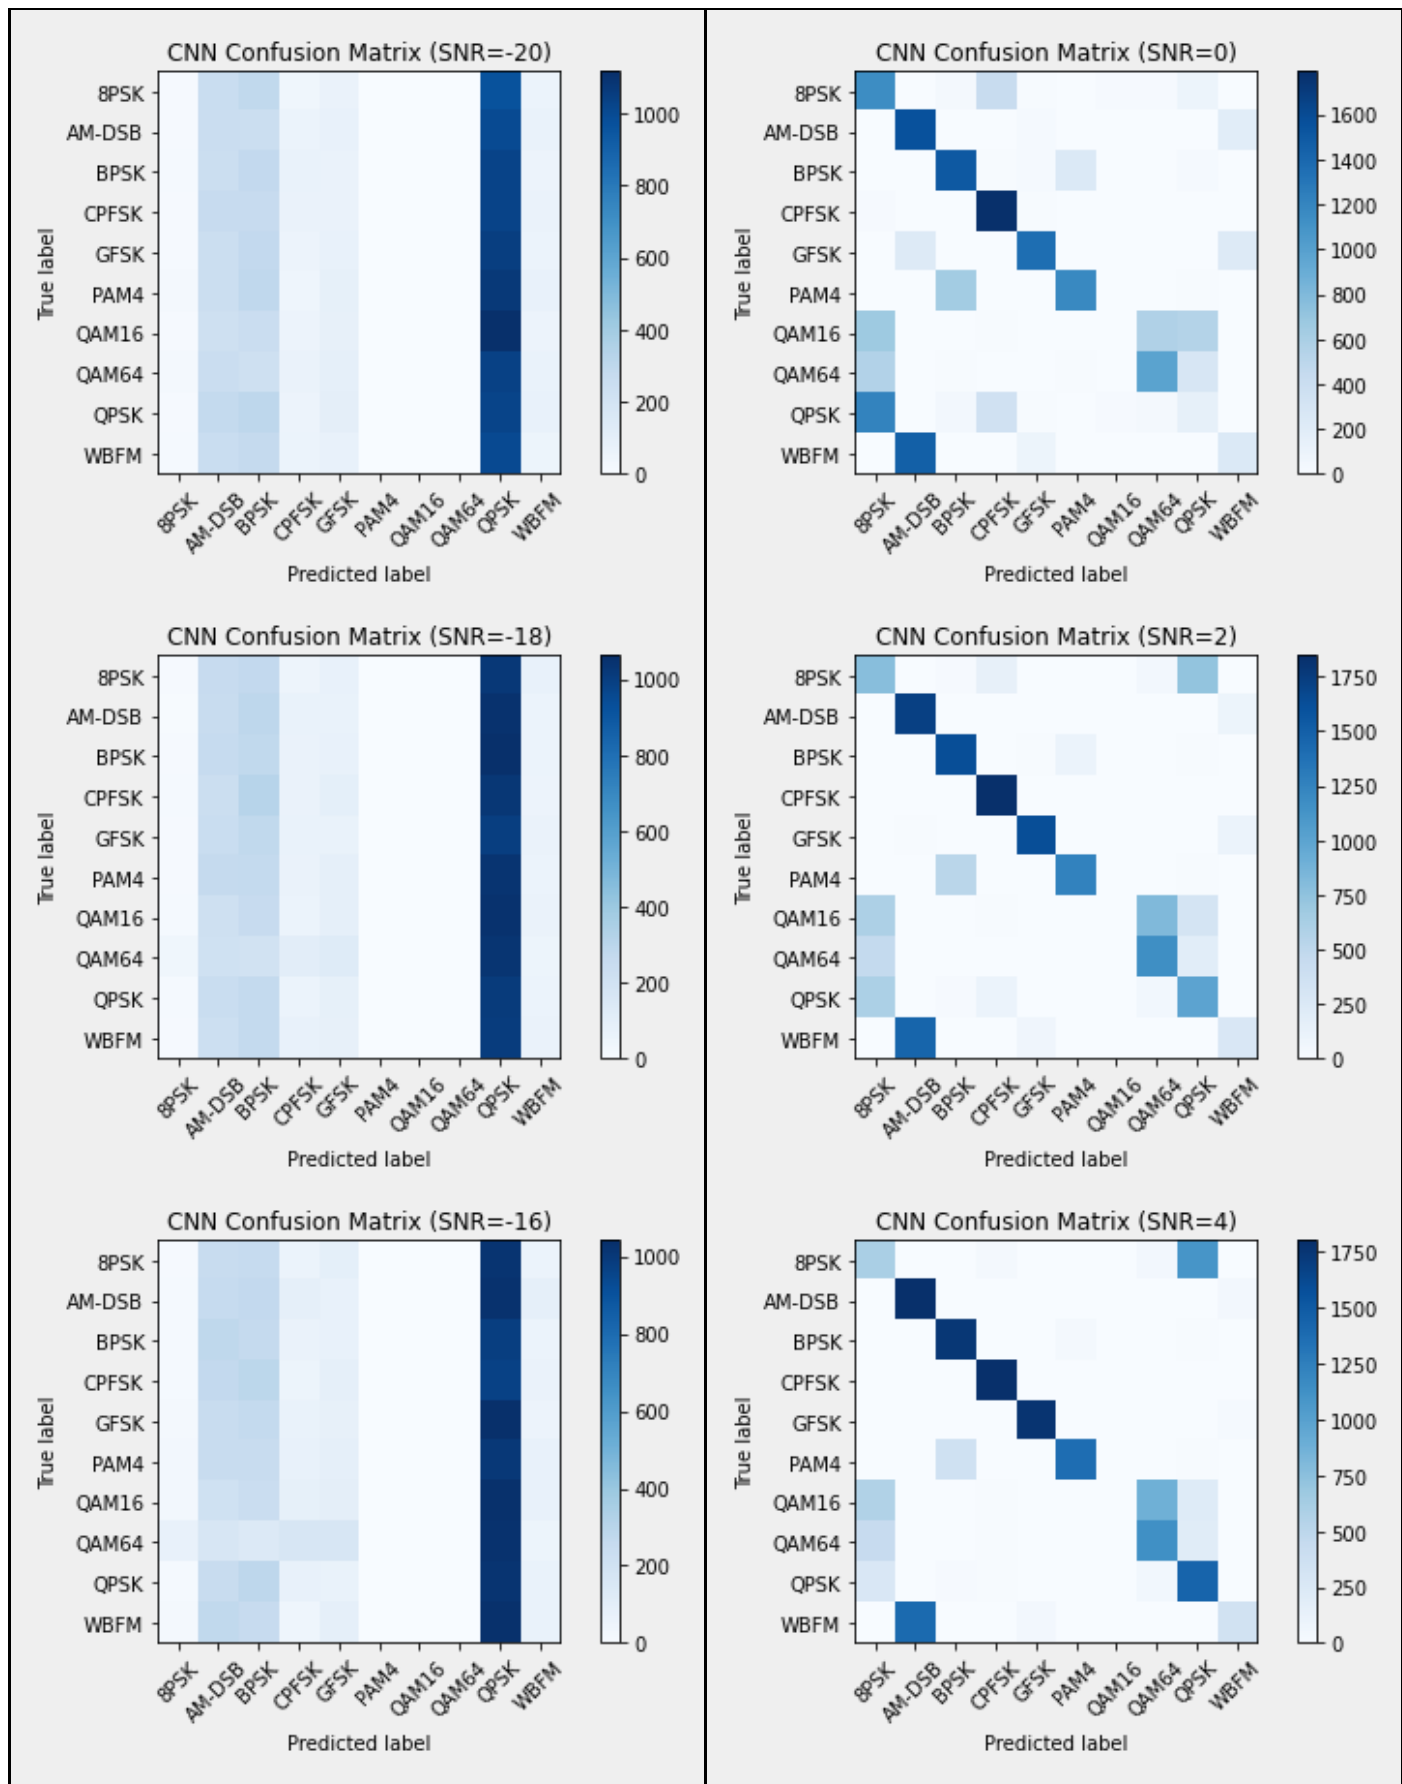 CNN Confusion Matrix (SNR=-20)
8PSK
AM-DSB
BPSK
CPFSK
GFSK
PAM4
QAM16
QAM64
QPSK
WBFM
True label
8PSK AM-DSB BPSK CPFSK GFSK PAM4 QAM16 QAM64 QPSK WBFM
Predicted label
1000
800
600
400
200
0
CNN Confusion Matrix (SNR=0)
8PSK
AM-DSB
BPSK
CPFSK
GFSK
PAM4
QAM16
QAM64
QPSK
WBFM
True label
8PSK AM-DSB BPSK CPFSK GFSK PAM4 QAM16 QAM64 QPSK WBFM
Predicted label
1600
1400
1200
1000
800
600
400
200
0
CNN Confusion Matrix (SNR=-18)
8PSK
AM-DSB
BPSK
CPFSK
GFSK
PAM4
QAM16
QAM64
QPSK
WBFM
True label
8PSK AM-DSB BPSK CPFSK GFSK PAM4 QAM16 QAM64 QPSK WBFM
Predicted label
1000
800
600
400
200
0
CNN Confusion Matrix (SNR=2)
8PSK
AM-DSB
BPSK
CPFSK
GFSK
PAM4
QAM16
QAM64
QPSK
WBFM
True label
8PSK AM-DSB BPSK CPFSK GFSK PAM4 QAM16 QAM64 QPSK WBFM
Predicted label
1750
1500
1250
1000
750
500
250
0
CNN Confusion Matrix (SNR=-16)
8PSK
AM-DSB
BPSK
CPFSK
GFSK
PAM4
QAM16
QAM64
QPSK
WBFM
True label
8PSK AM-DSB BPSK CPFSK GFSK PAM4 QAM16 QAM64 QPSK WBFM
Predicted label
1000
800
600
400
200
0
CNN Confusion Matrix (SNR=4)
8PSK
AM-DSB
BPSK
CPFSK
GFSK
PAM4
QAM16
QAM64
QPSK
WBFM
True label
8PSK AM-DSB BPSK CPFSK GFSK PAM4 QAM16 QAM64 QPSK WBFM
Predicted label
1750
1500
1250
1000
750
500
250
0